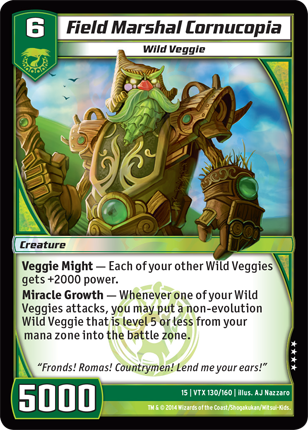 6
Field Marshal Cornucopia
Wild Veggie
Creature
Veggie Might — Each of your other Wild Veggies
gets +2000 power.
Miracle Growth — Whenever one of your Wild
Veggies attacks, you may put a non-evolution
Wild Veggie that is level 5 or less from your
mana zone into the battle zone.
“Fronds! Romas! Countrymen! Lend me your ears!”
5000
15 | VTX 130/160 | illus. AJ Nazzaro
TM & © 2014 Wizards of the Coast/Shogakukan/Mitsui-Kids.